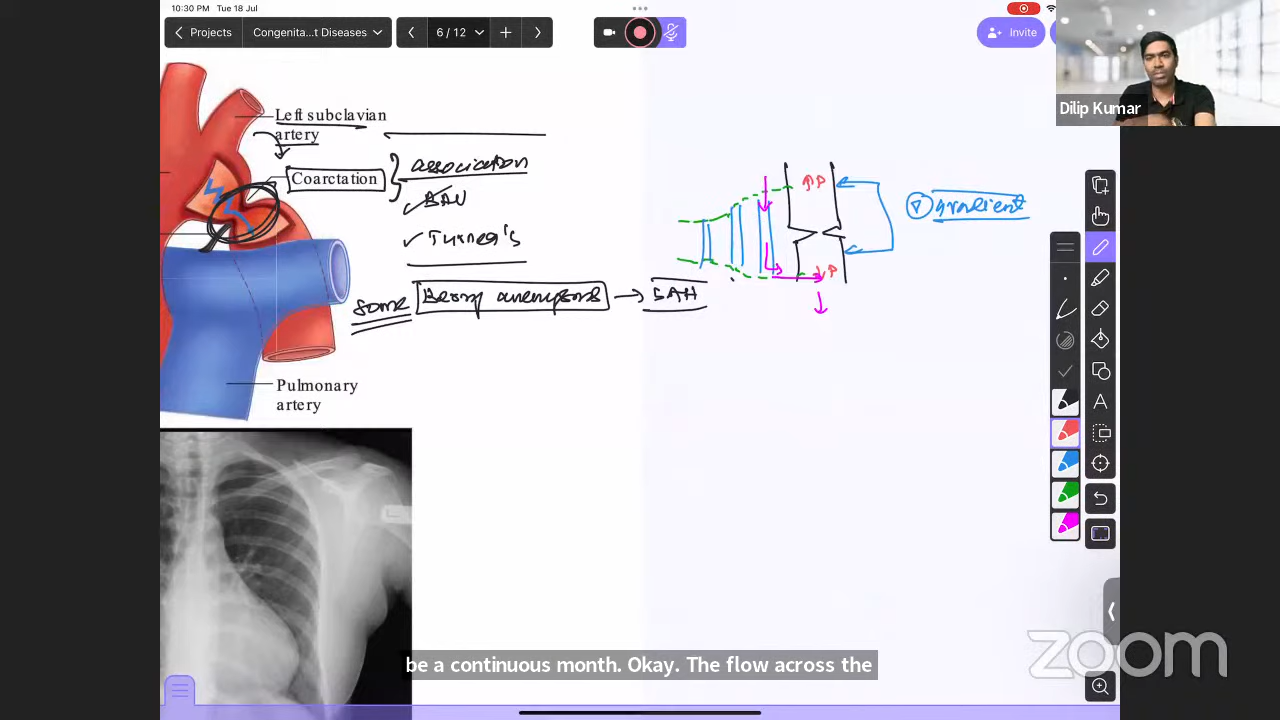 10:30 PM Tue 18 Jul
Projects
Congenita...t Diseases
6 / 12
Invite
Dilip Kumar
Left subclavian
artery
Coarctation
association
BAV
Turner's
some Berry aneurysms → SAH
Pulmonary
artery
↑P
↓P
gradient
A
be a continuous month. Okay. The flow across the
zoom